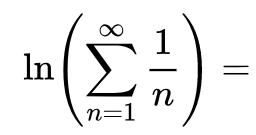 ln(∑_{n=1}^{∞} 1/n) =